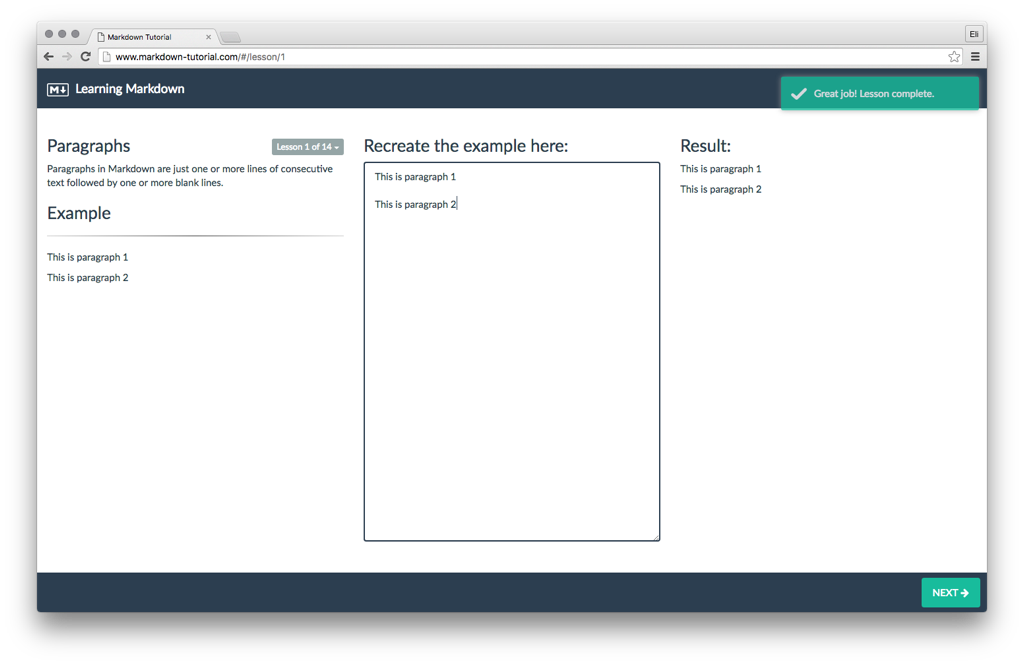 Markdown Tutorial
Eli
www.markdown-tutorial.com/#/lesson/1
M Learning Markdown
Great job! Lesson complete.
Paragraphs
Lesson 1 of 14
Paragraphs in Markdown are just one or more lines of consecutive
text followed by one or more blank lines.
Example
This is paragraph 1
This is paragraph 2
Recreate the example here:
This is paragraph 1
This is paragraph 2
Result:
This is paragraph 1
This is paragraph 2
NEXT